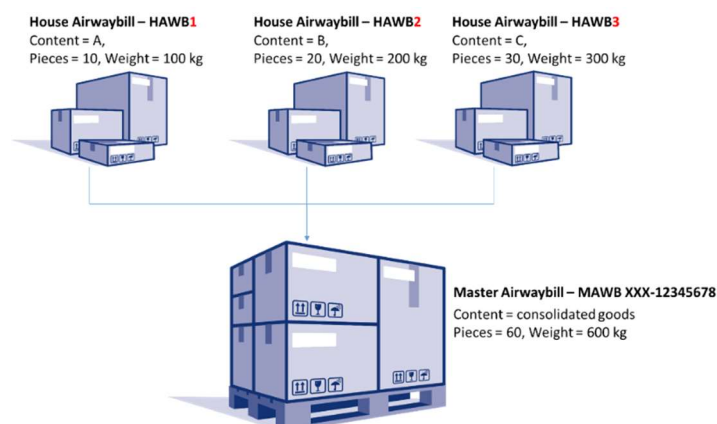 House Airwaybill – HAWB1
Content = A,
Pieces = 10, Weight = 100 kg
House Airwaybill – HAWB2
Content = B,
Pieces = 20, Weight = 200 kg
House Airwaybill – HAWB3
Content = C,
Pieces = 30, Weight = 300 kg
Master Airwaybill – MAWB XXX-12345678
Content = consolidated goods
Pieces = 60, Weight = 600 kg